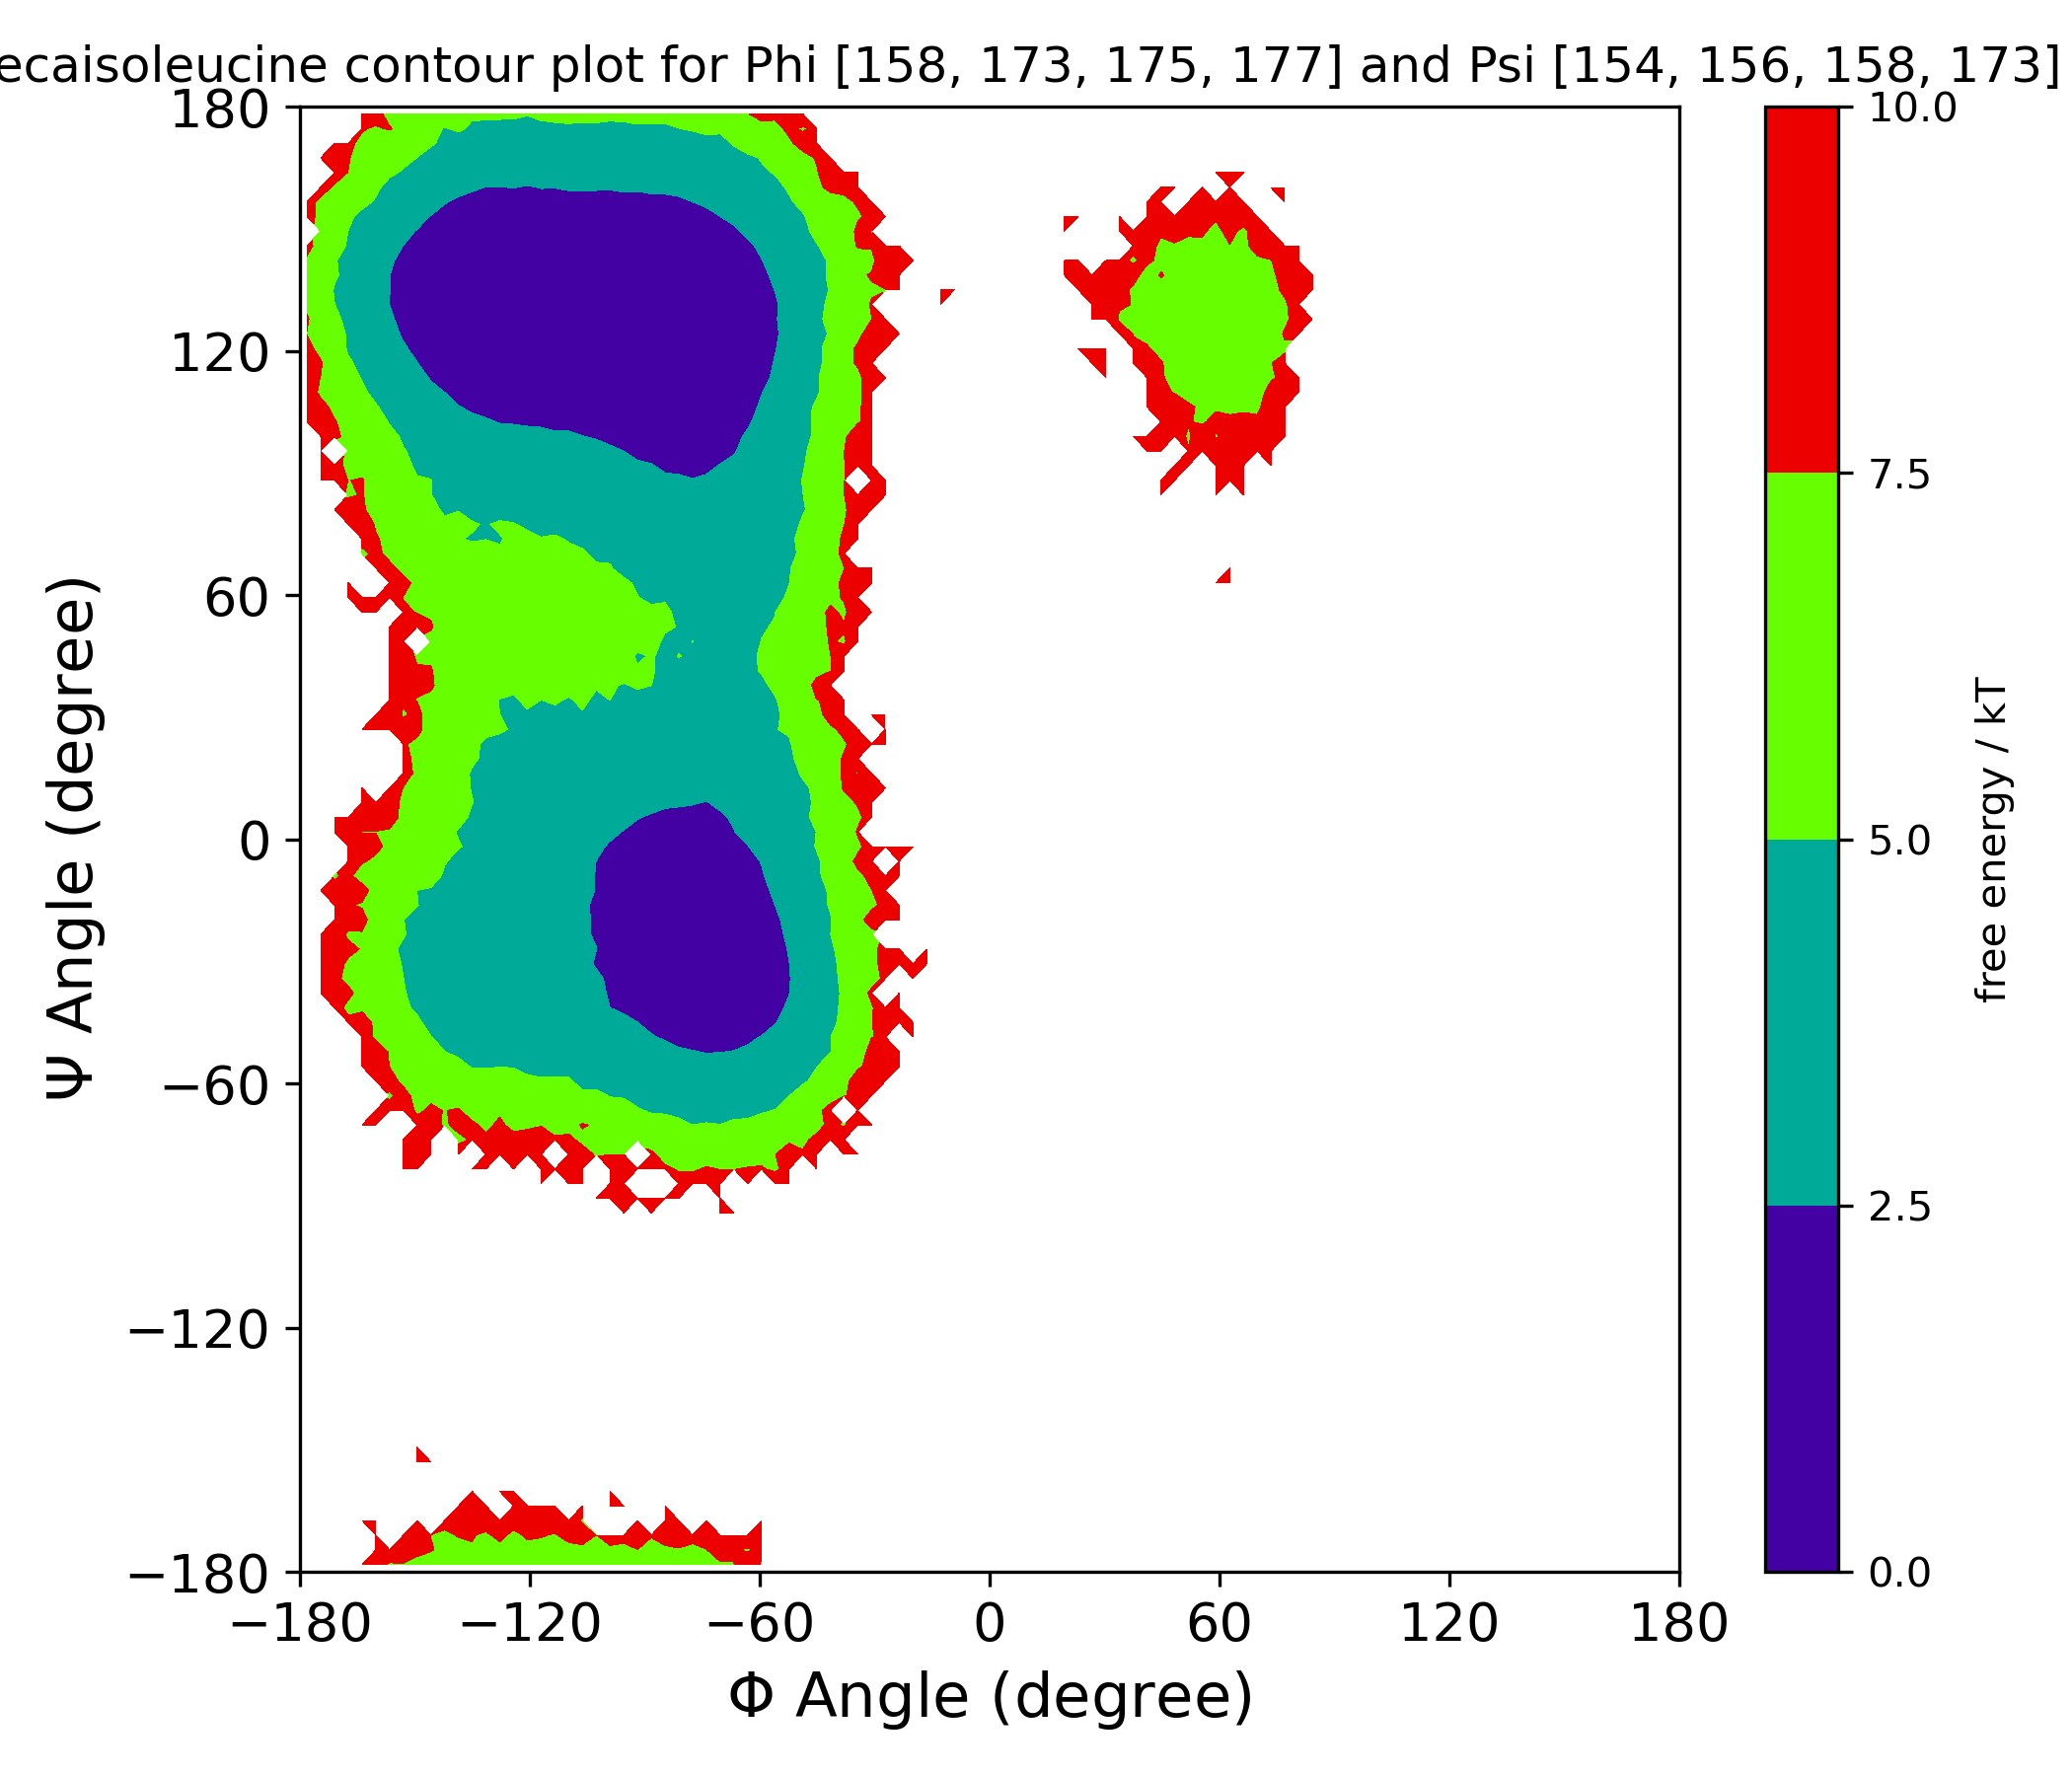 ecaisoleucine contour plot for Phi [158, 173, 175, 177] and Psi [154, 156, 158, 173]
180
120
60
0
−60
−120
−180
Ψ Angle (degree)
−180 −120 −60 0 60 120 180
Φ Angle (degree)
10.0
7.5
5.0
2.5
0.0
free energy / kT